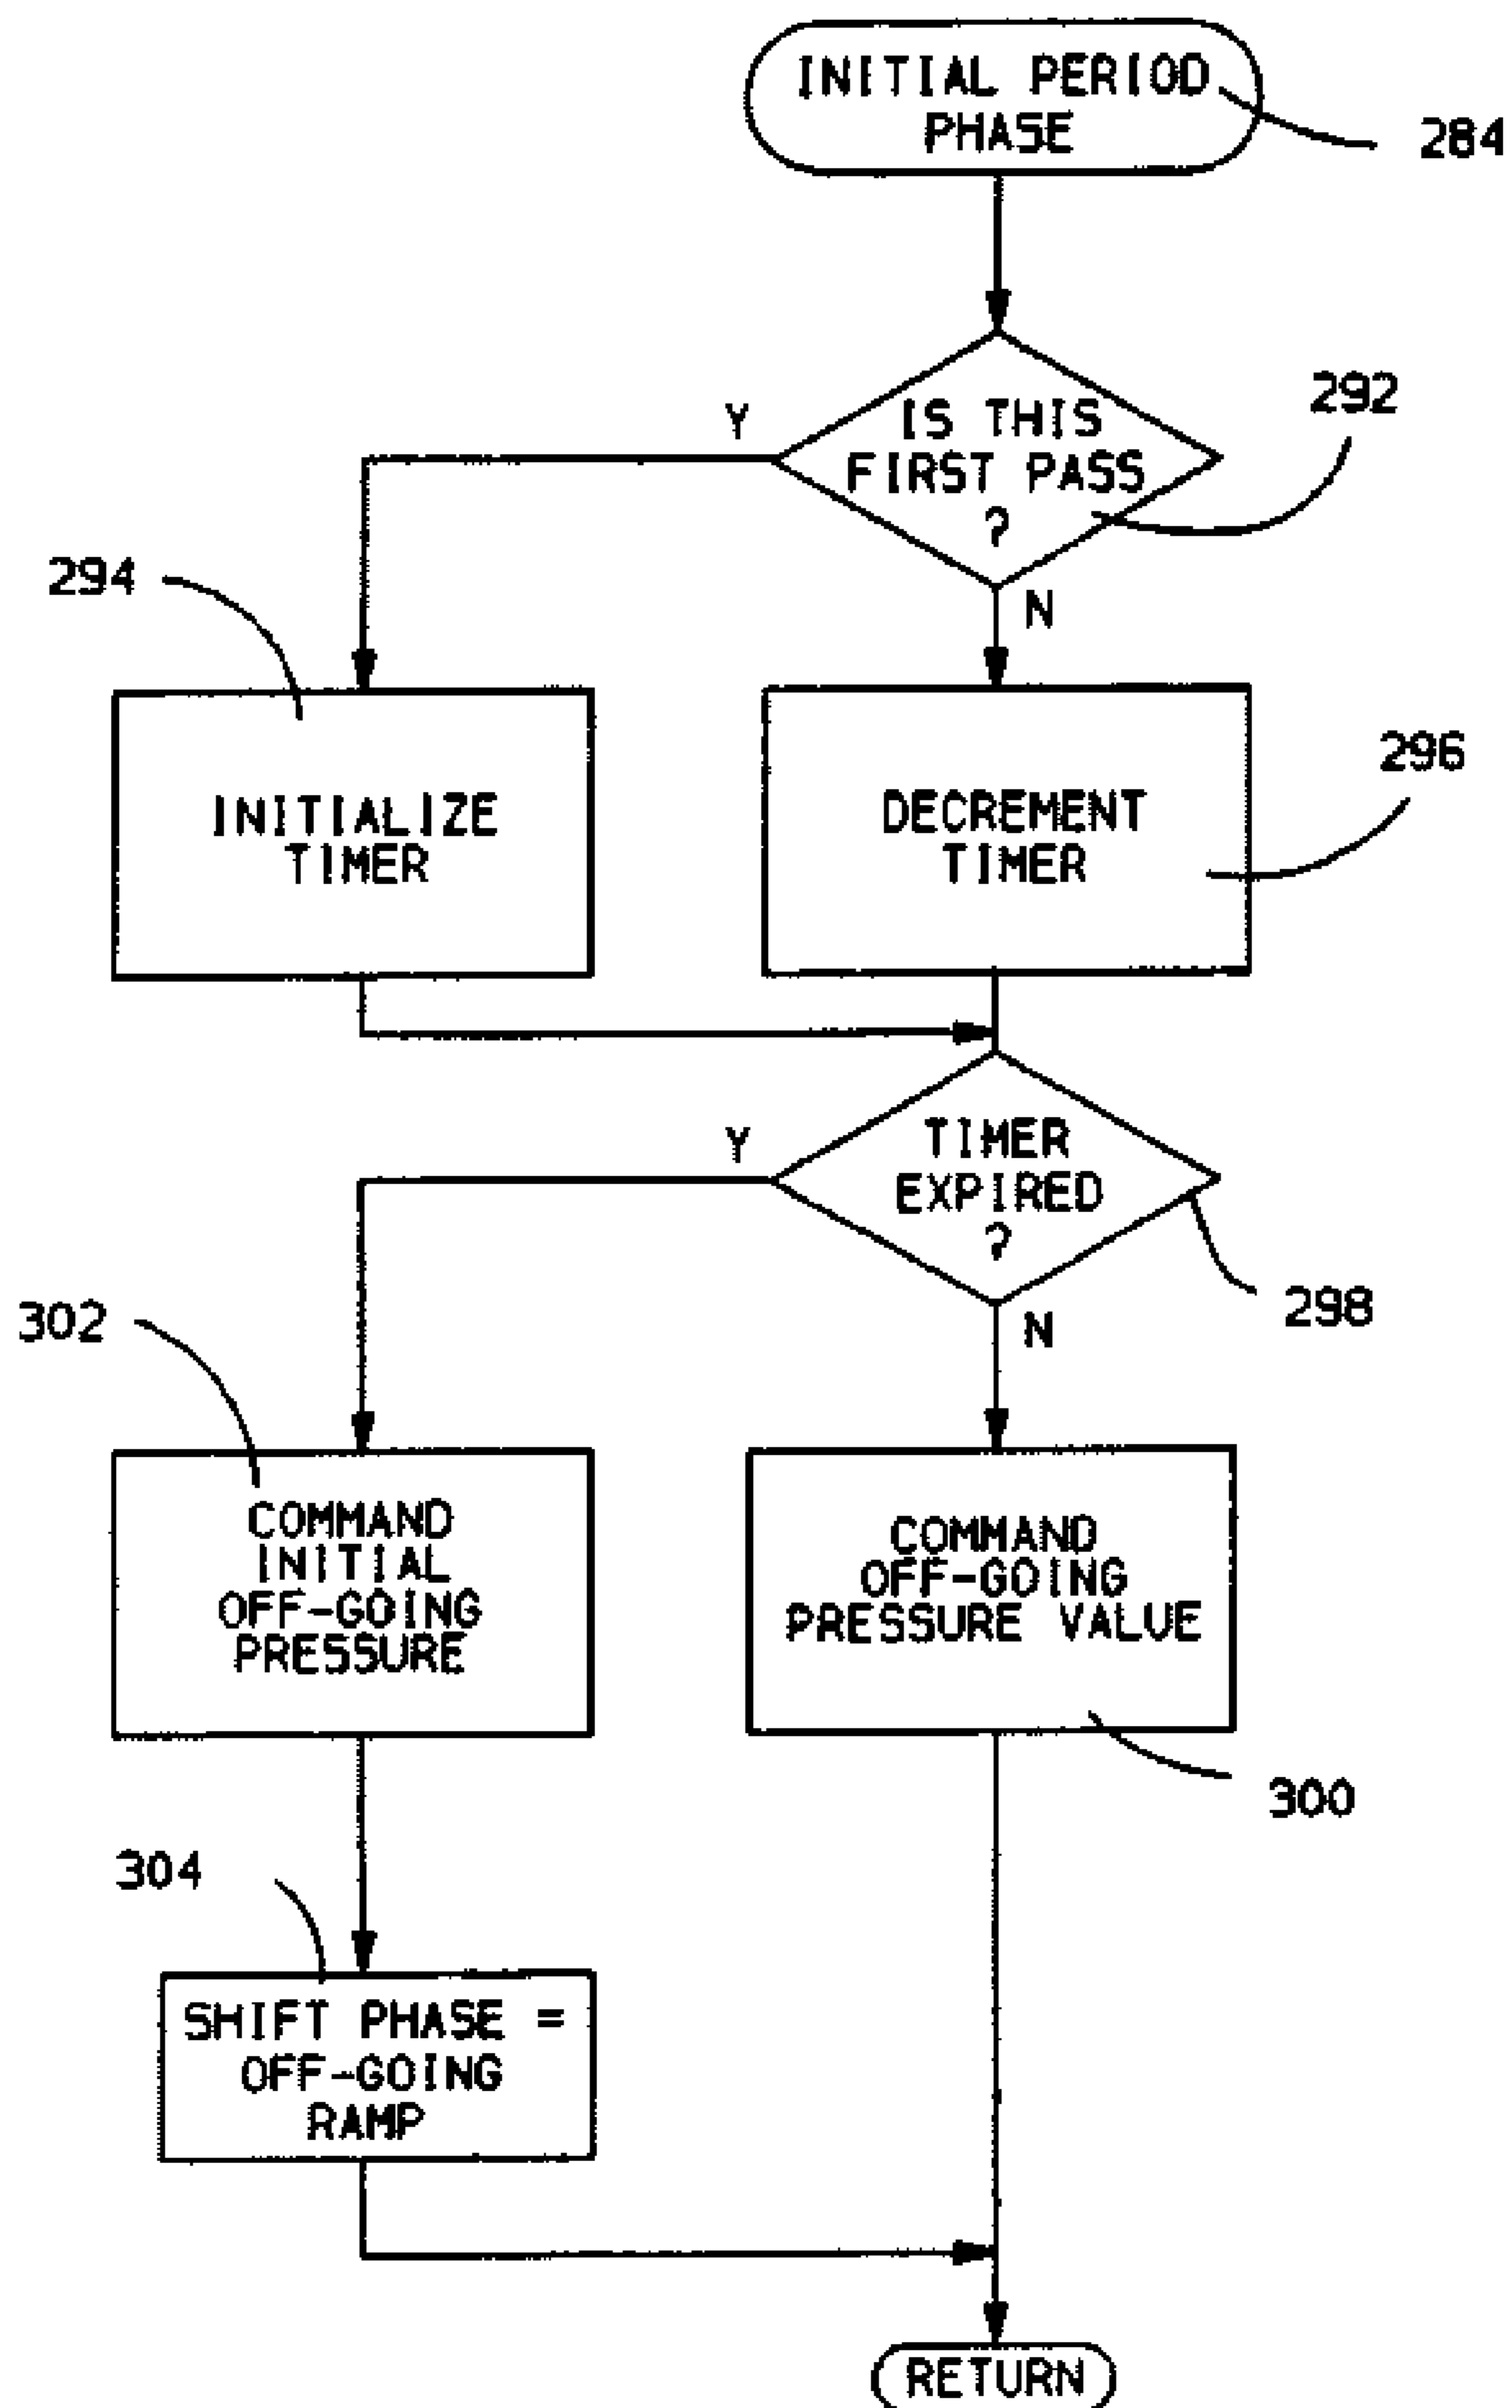 INITIAL PERIOD
PHASE
284
IS THIS
FIRST PASS
?
292
Y
N
294
INITIALIZE
TIMER
DECREMENT
TIMER
296
TIMER
EXPIRED
?
Y
N
298
302
COMMAND
INITIAL
OFF-GOING
PRESSURE
COMMAND
OFF-GOING
PRESSURE VALUE
300
304
SHIFT PHASE =
OFF-GOING
RAMP
RETURN